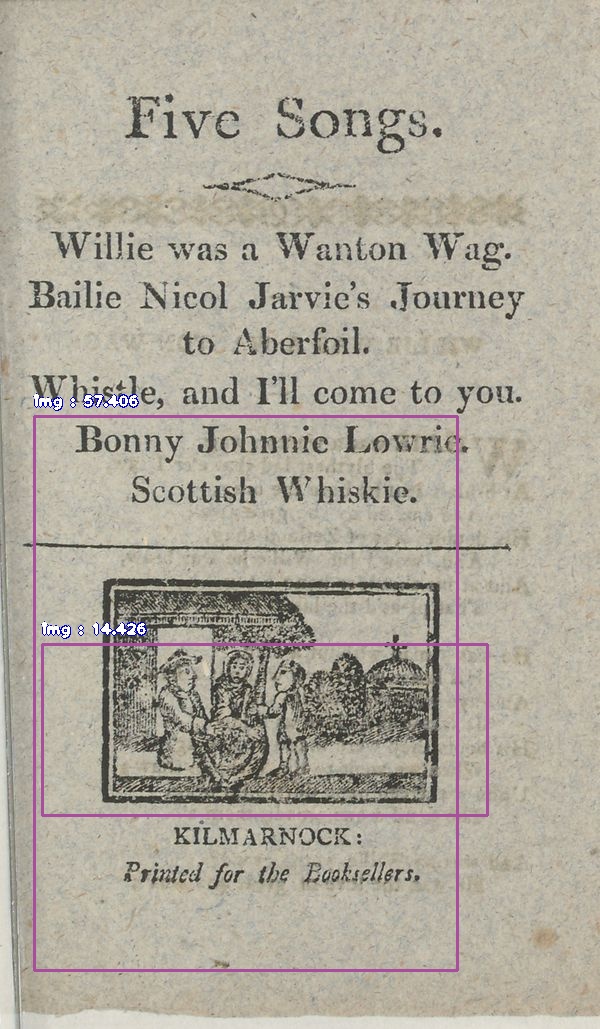 Five Songs.
Willie was a Wanton Wag.
Bailie Nicol Jarvie's Journey
to Aberfoil.
Whistle, and I'll come to you.
img : 57.406
Bonny Johnnie Lowrie.
Scottish Whiskie.
img : 14.426
KILMARNOCK:
Printed for the Booksellers.